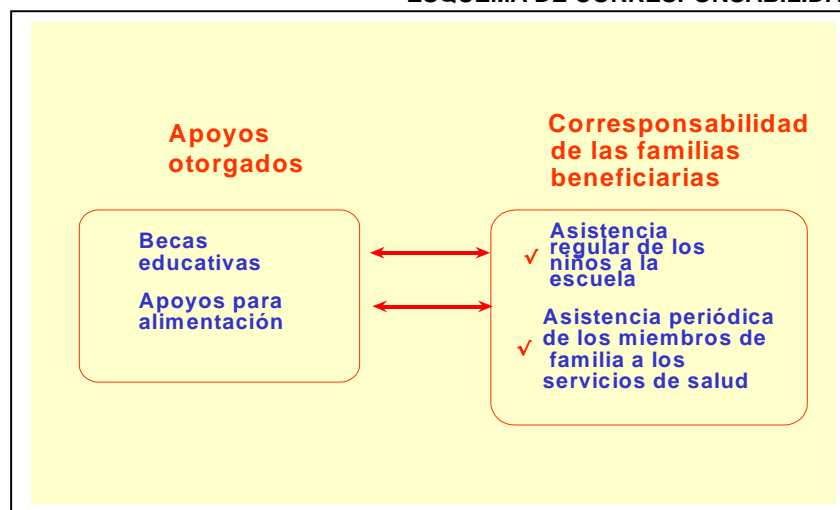 Apoyos
otorgados
Corresponsabilidad
de las familias
beneficiarias
Becas
educativas
Apoyos para
alimentación
√ Asistencia
regular de los
niños a la
escuela
√ Asistencia periódica
de los miembros de
familia a los
servicios de salud